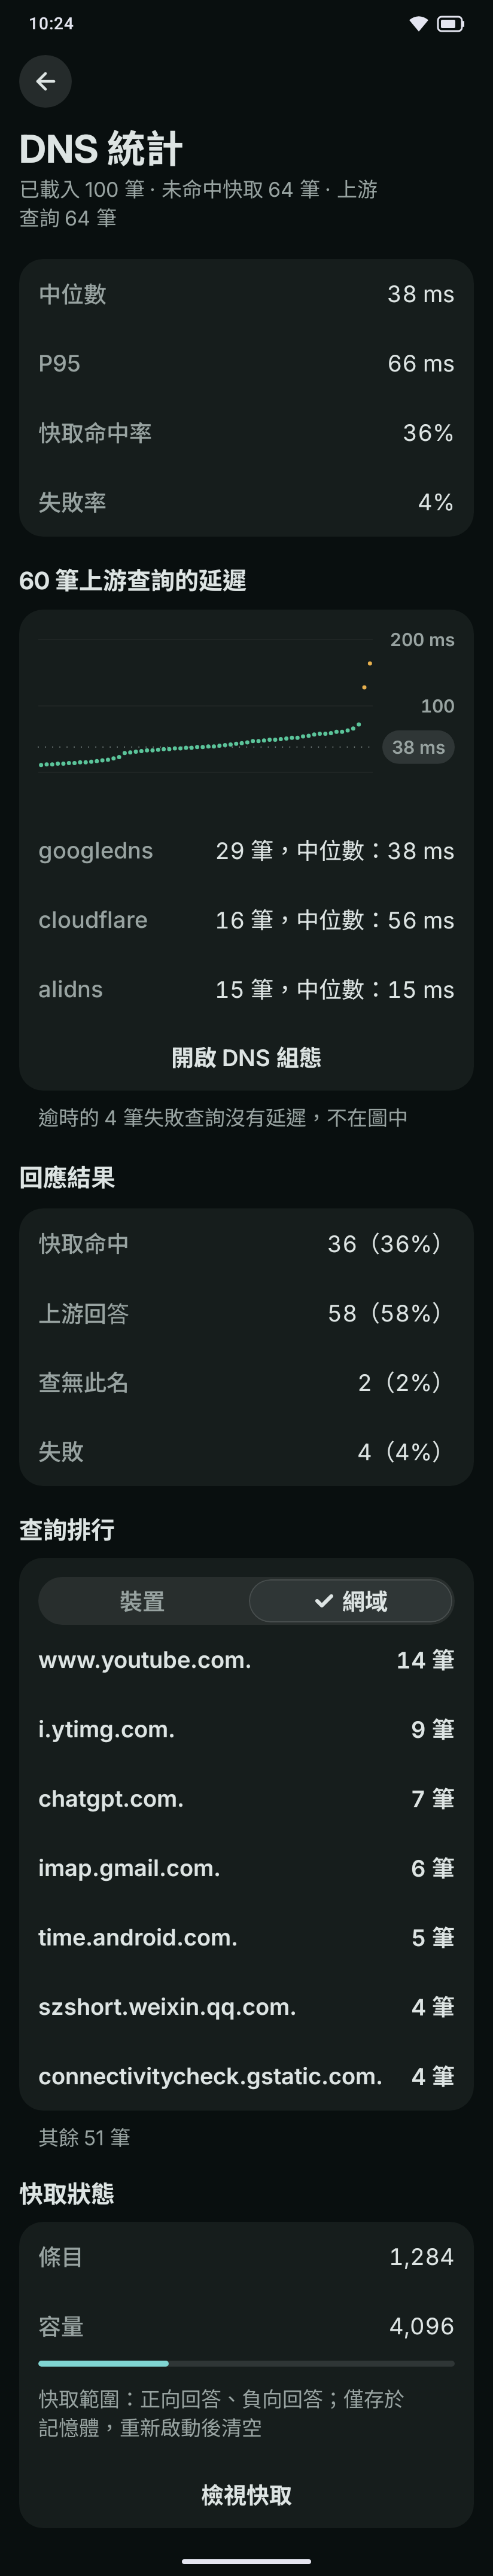 10:24
DNS 統計
已載入 100 筆 · 未命中快取 64 筆 · 上游
查詢 64 筆
中位數 38 ms
P95 66 ms
快取命中率 36%
失敗率 4%
60 筆上游查詢的延遲
200 ms
100
38 ms
googledns 29 筆，中位數：38 ms
cloudflare 16 筆，中位數：56 ms
alidns 15 筆，中位數：15 ms
開啟 DNS 組態
逾時的 4 筆失敗查詢沒有延遲，不在圖中
回應結果
快取命中 36（36%）
上游回答 58（58%）
查無此名 2（2%）
失敗 4（4%）
查詢排行
裝置 網域
www.youtube.com. 14 筆
i.ytimg.com. 9 筆
chatgpt.com. 7 筆
imap.gmail.com. 6 筆
time.android.com. 5 筆
szshort.weixin.qq.com. 4 筆
connectivitycheck.gstatic.com. 4 筆
其餘 51 筆
快取狀態
條目 1,284
容量 4,096
快取範圍：正向回答、負向回答；僅存於
記憶體，重新啟動後清空
檢視快取